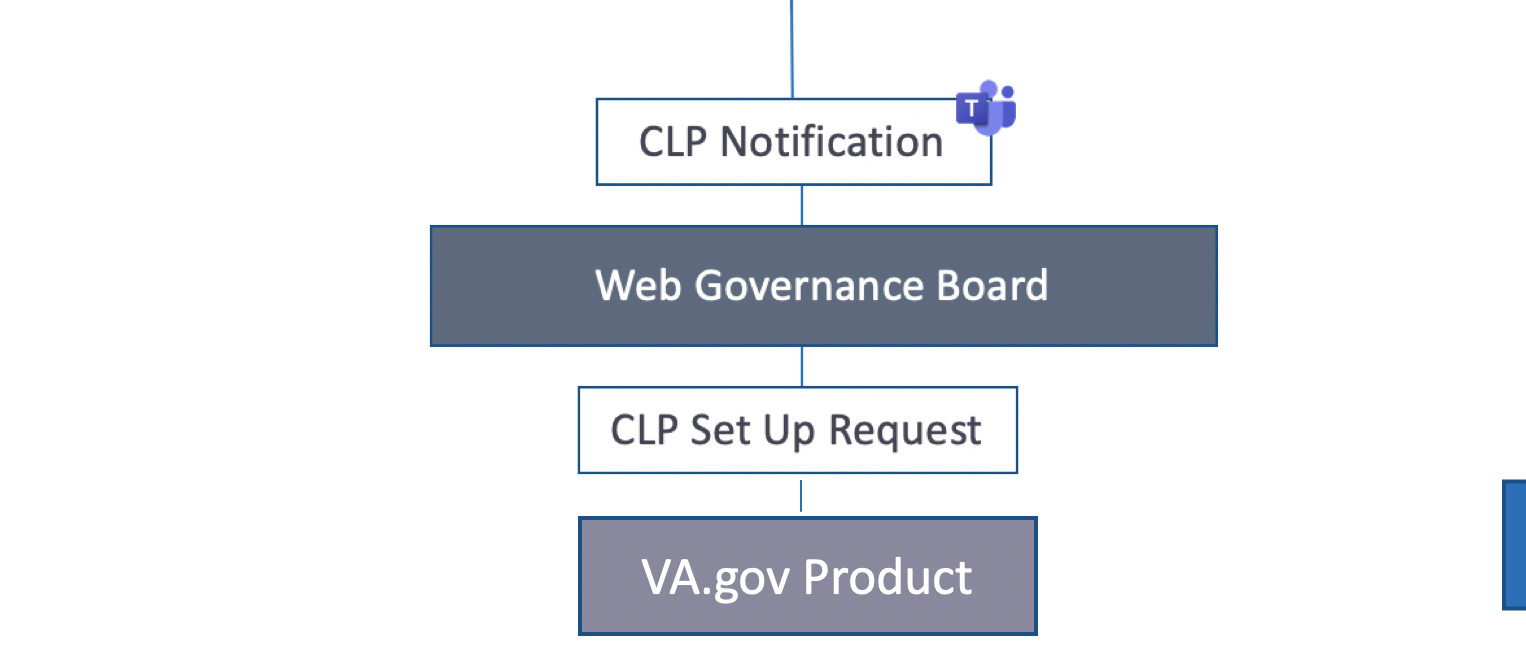 T
CLP Notification
Web Governance Board
CLP Set Up Request
VA.gov Product